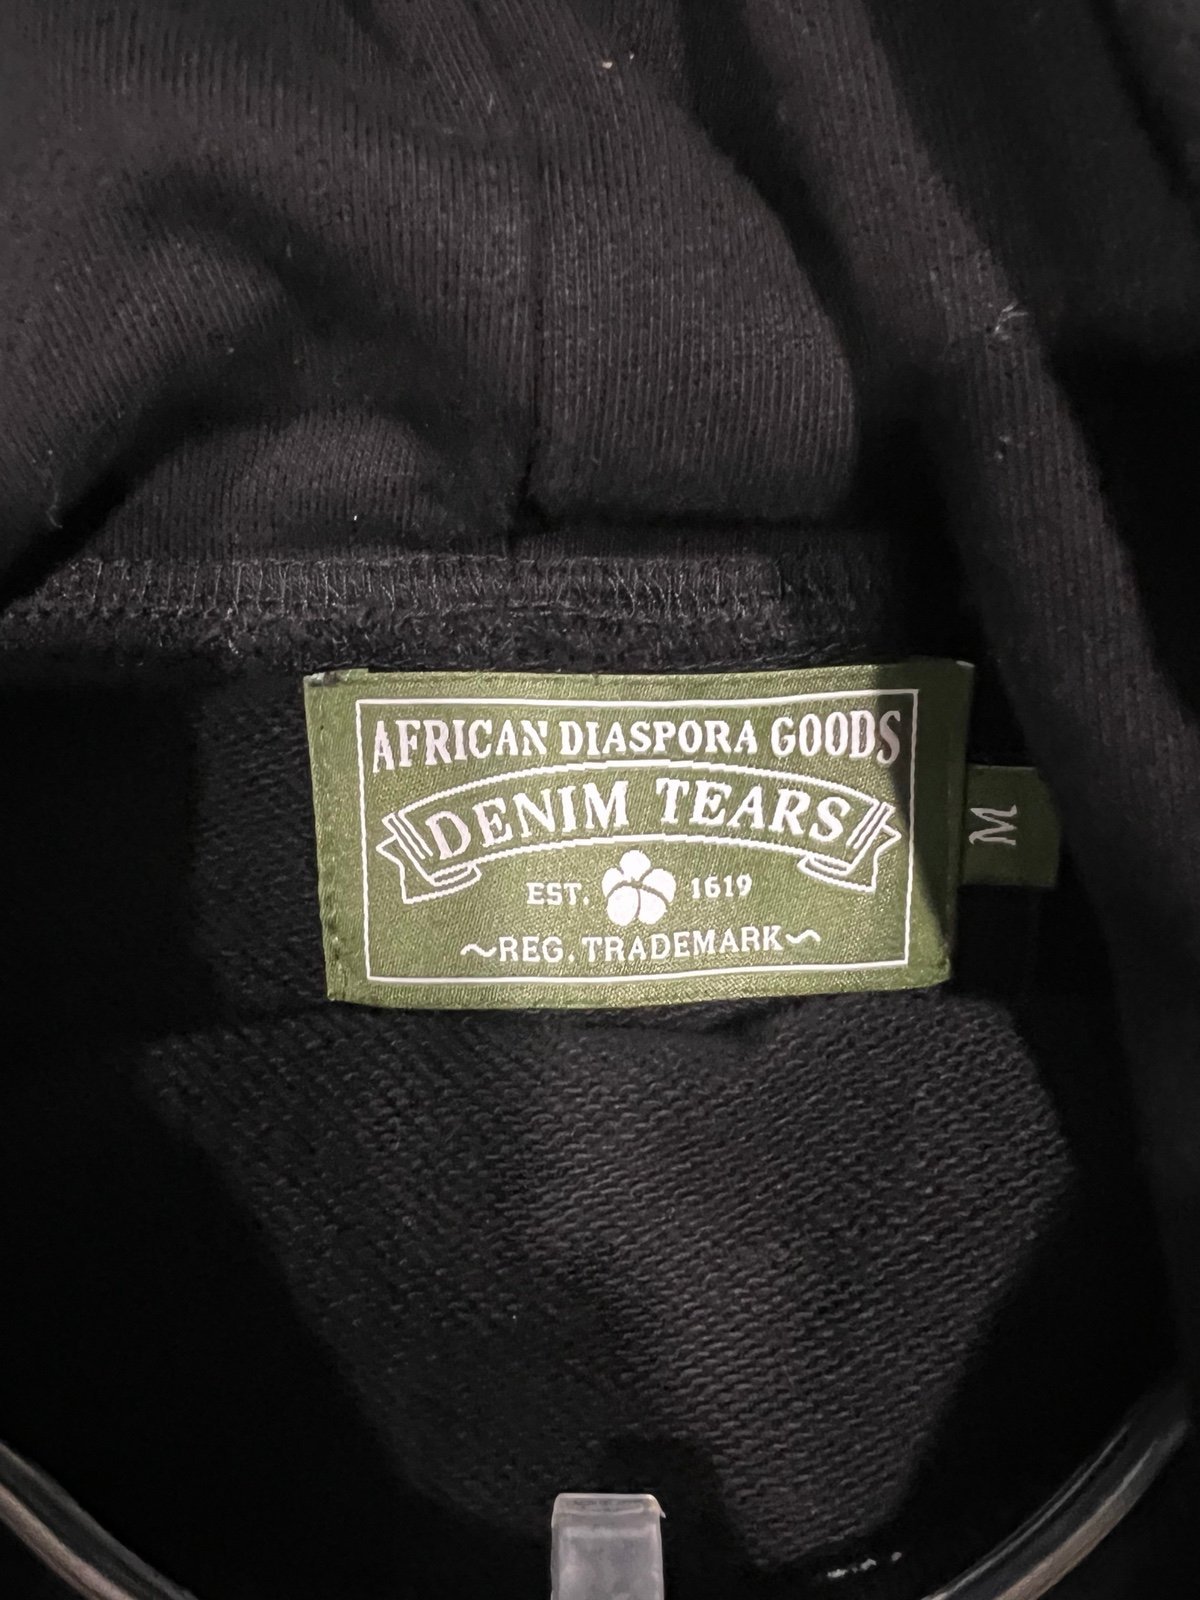 AFRICAN DIASPORA GOODS
DENIM TEARS
EST. 1619
~REG. TRADEMARK~
M